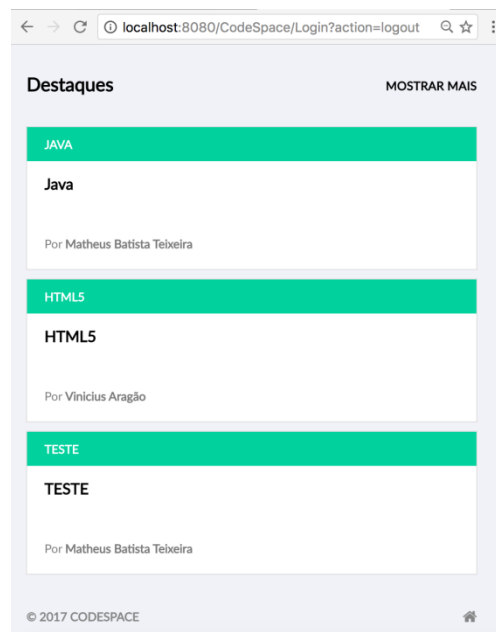 localhost:8080/CodeSpace/Login?action=logout
Destaques MOSTRAR MAIS
JAVA
Java
Por Matheus Batista Teixeira
HTML5
HTML5
Por Vinicius Aragão
TESTE
TESTE
Por Matheus Batista Teixeira
© 2017 CODESPACE